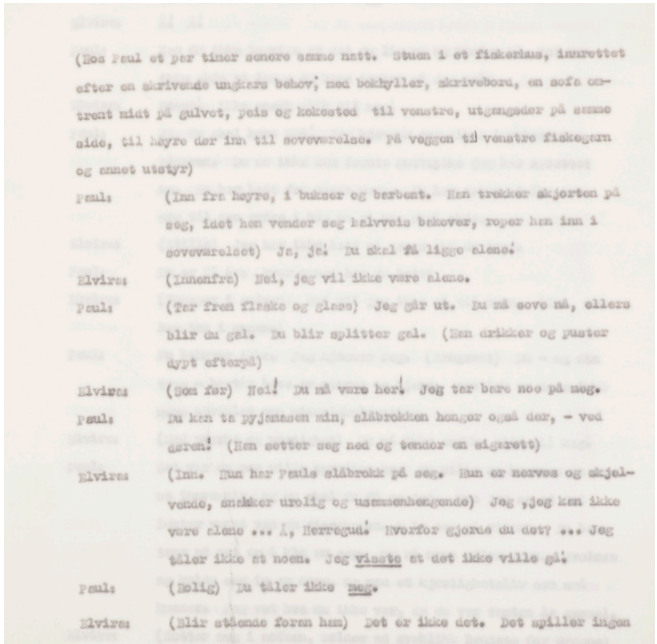 (Hos Paul et par timer senere samme natt. Stuen i et fiskerhus, innrettet
efter en skrivende ungkars behov, med bokhyller, skrivebord, en sofa om-
trent midt på gulvet, peis og kokested til venstre, utgangsdør på samme
side, til høyre dør inn til soveværelse. På veggen til venstre fiskegarn
og annet utstyr)
Paul: (Inn fra høyre, i bukser og barbent. Han trekker skjorten på
seg, idet han vender seg halvveis bakover, roper han inn i
soveværelset) Ja, ja! Du skal få ligge alene!
Elvira: (Innenfra) Nei, jeg vil ikke være alene.
Paul: (Tar frem flaske og glass) Jeg går ut. Du må sove nå, ellers
blir du gal. Du blir splitter gal. (Han drikker og puster
dypt efterpå)
Elvira: (Som før) Nei! Du må være her! Jeg tar bare noe på meg.
Paul: Du kan ta pyjamasen min, slåbrokken henger også der, - ved
døren! (Han setter seg ned og tender en sigarett)
Elvira: (Inn. Hun har Pauls slåbrokk på seg. Hun er nervøs og skjel-
vende, snakker urolig og usammenhengende) Jeg ,jeg kan ikke
være alene ... Å, Herregud! Hvorfor gjorde du det? ... Jeg
tåler ikke at noen. Jeg visste at det ikke ville gå!
Paul: (Rolig) Du tåler ikke meg.
Elvira: (Blir stående foran ham) Det er ikke det. Det spiller ingen